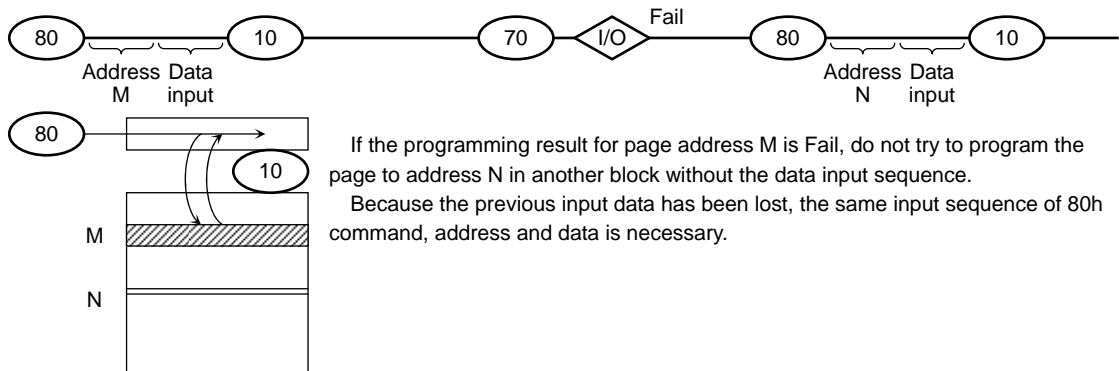 Fail
80 10 70 I/O 80 10
Address Data Address Data
M input N input
80
If the programming result for page address M is Fail, do not try to program the
10
page to address N in another block without the data input sequence.
Because the previous input data has been lost, the same input sequence of 80h
M
command, address and data is necessary.
N